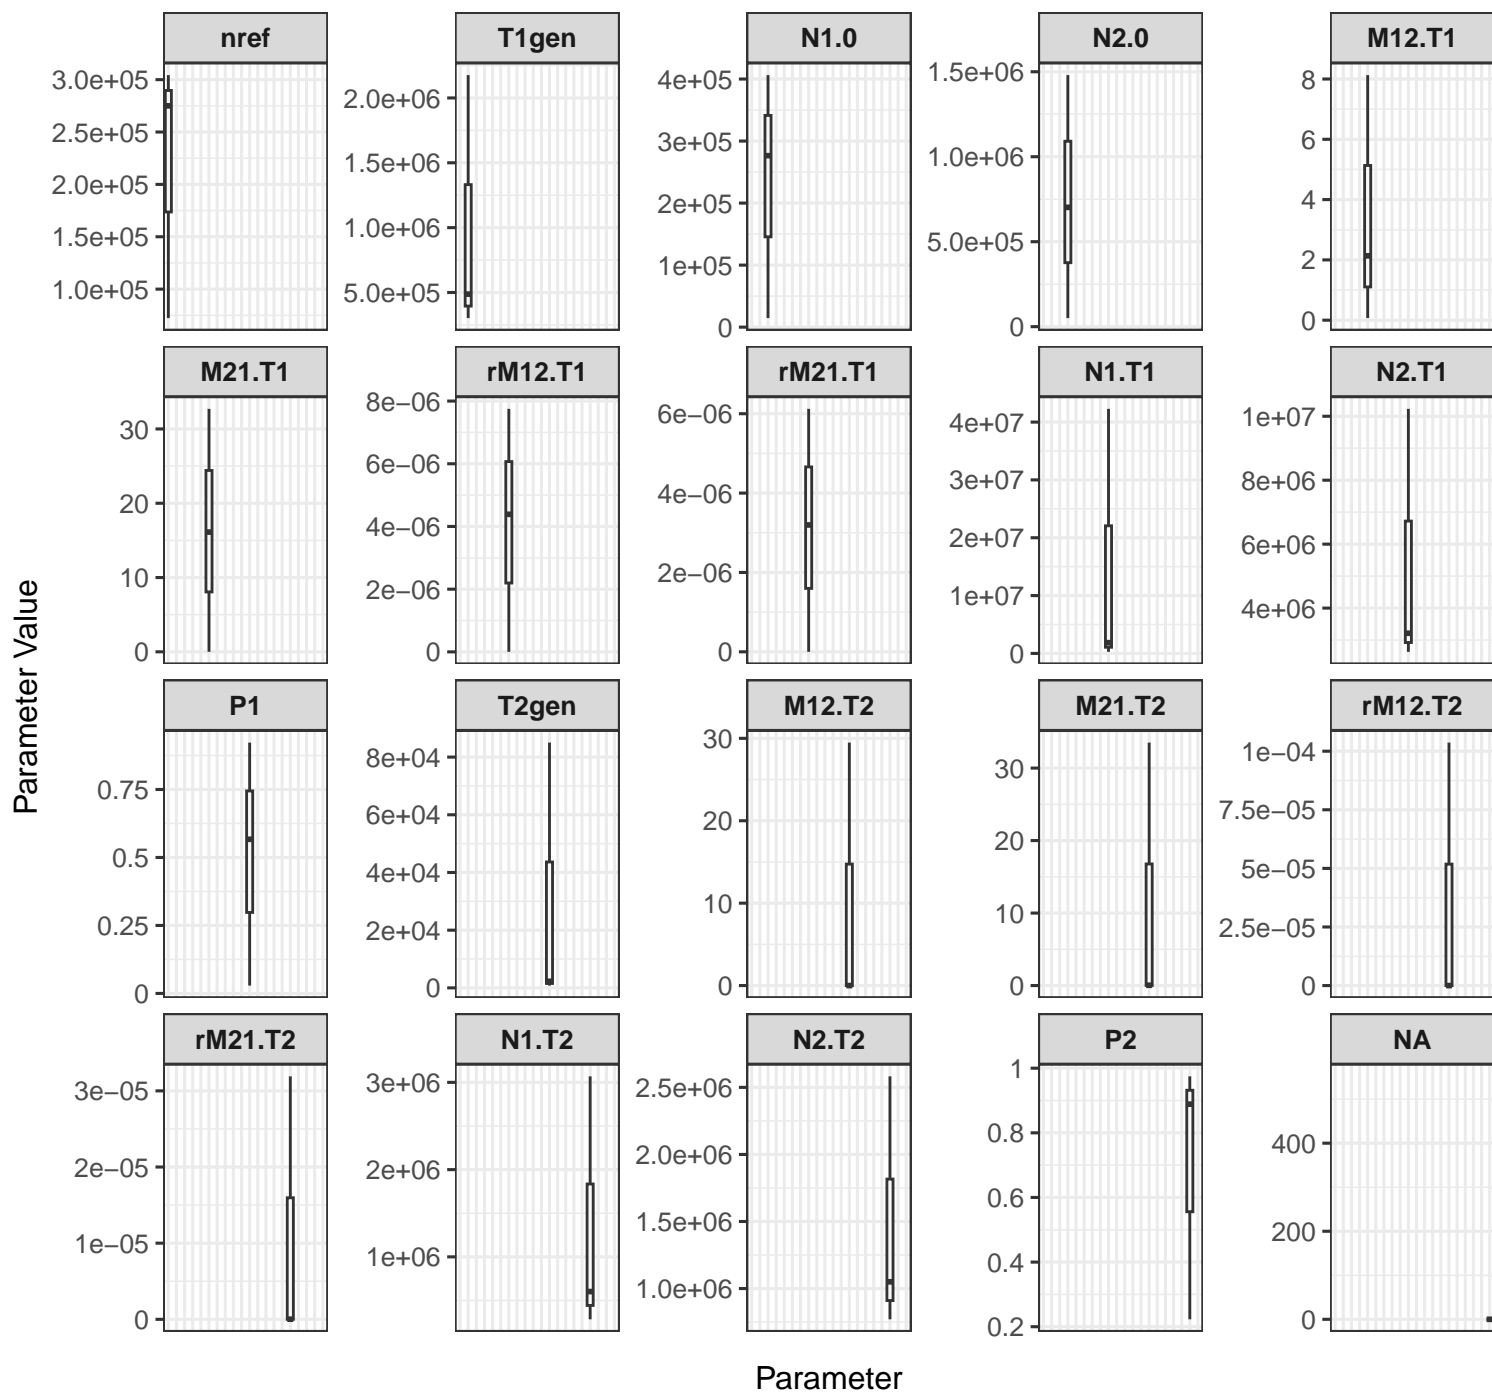 nref
T1gen
N1.0
N2.0
M12.T1
3.0e+05
2.5e+05
2.0e+05
1.5e+05
1.0e+05
2.0e+06
1.5e+06
1.0e+06
5.0e+05
4e+05
3e+05
2e+05
1e+05
0
1.5e+06
1.0e+06
5.0e+05
0
8
6
4
2
0
M21.T1
rM12.T1
rM21.T1
N1.T1
N2.T1
30
20
10
0
8e−06
6e−06
4e−06
2e−06
0
6e−06
4e−06
2e−06
0
4e+07
3e+07
2e+07
1e+07
0
1e+07
8e+06
6e+06
4e+06
P1
T2gen
M12.T2
M21.T2
rM12.T2
0.75
0.5
0.25
0
8e+04
6e+04
4e+04
2e+04
0
30
20
10
0
30
20
10
0
1e−04
7.5e−05
5e−05
2.5e−05
0
rM21.T2
N1.T2
N2.T2
P2
NA
3e−05
2e−05
1e−05
0
3e+06
2e+06
1e+06
2.5e+06
2.0e+06
1.5e+06
1.0e+06
1
0.8
0.6
0.4
0.2
400
200
0
Parameter Value
Parameter